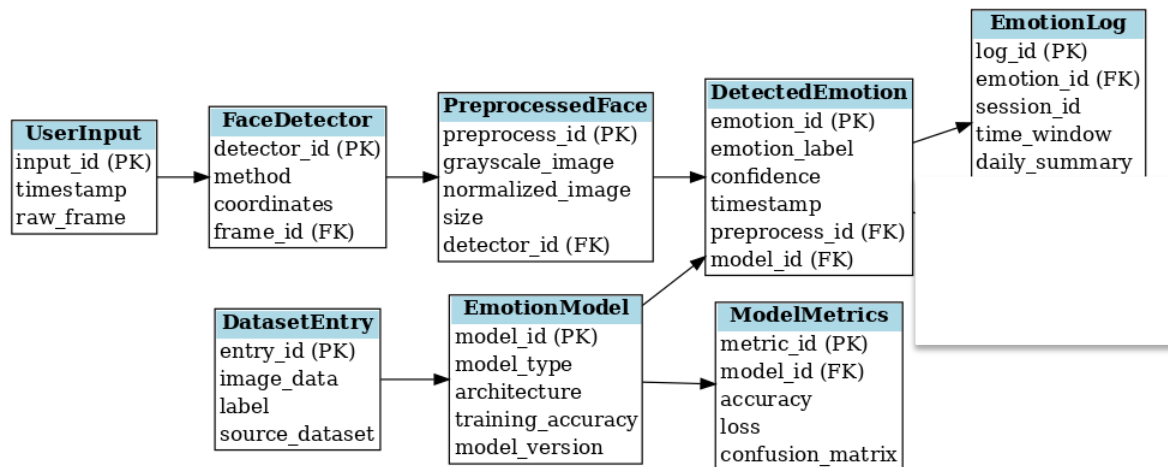 UserInput
input_id (PK)
timestamp
raw_frame
FaceDetector
detector_id (PK)
method
coordinates
frame_id (FK)
PreprocessedFace
preprocess_id (PK)
grayscale_image
normalized_image
size
detector_id (FK)
DetectedEmotion
emotion_id (PK)
emotion_label
confidence
timestamp
preprocess_id (FK)
model_id (FK)
EmotionLog
log_id (PK)
emotion_id (FK)
session_id
time_window
daily_summary
DatasetEntry
entry_id (PK)
image_data
label
source_dataset
EmotionModel
model_id (PK)
model_type
architecture
training_accuracy
model_version
ModelMetrics
metric_id (PK)
model_id (FK)
accuracy
loss
confusion_matrix